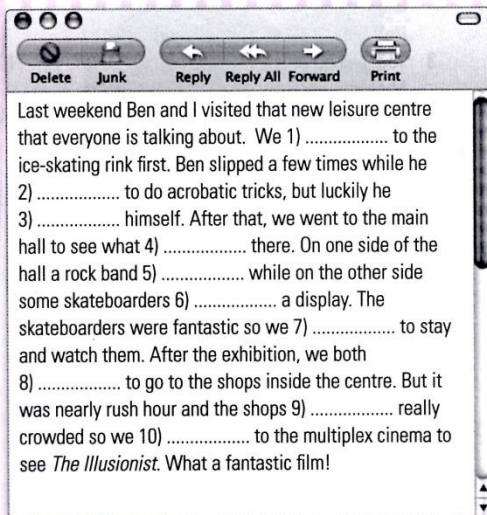 Delete Junk Reply Reply All Forward Print
Last weekend Ben and I visited that new leisure centre
that everyone is talking about. We 1) .................. to the
ice-skating rink first. Ben slipped a few times while he
2) .................. to do acrobatic tricks, but luckily he
3) .................. himself. After that, we went to the main
hall to see what 4) .................. there. On one side of the
hall a rock band 5) .................. while on the other side
some skateboarders 6) .................. a display. The
skateboarders were fantastic so we 7) .................. to stay
and watch them. After the exhibition, we both
8) .................. to go to the shops inside the centre. But it
was nearly rush hour and the shops 9) .................. really
crowded so we 10) .................. to the multiplex cinema to
see The Illusionist. What a fantastic film!